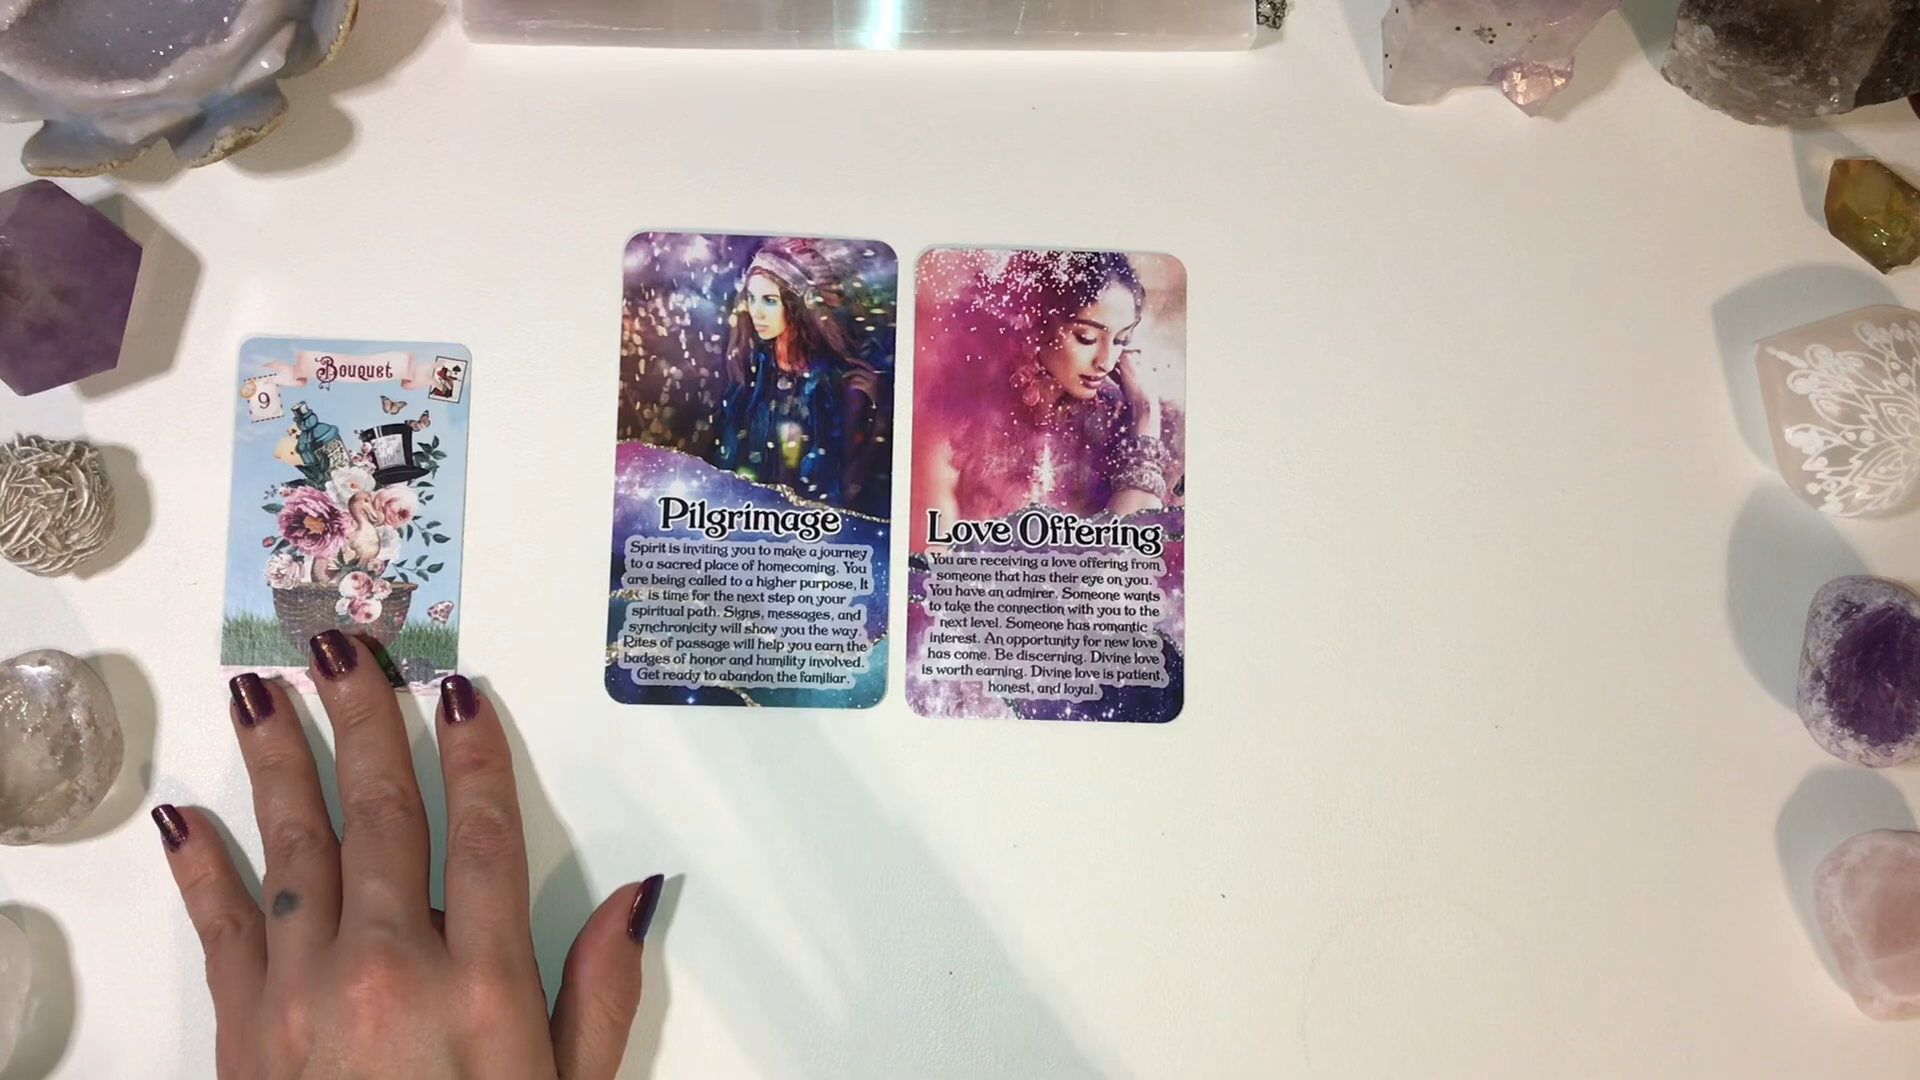 Bouquet
9
Pilgrimage
Spirit is inviting you to make a journey
to a sacred place of homecoming. You
are being called to a higher purpose, It
is time for the next step on your
spiritual path. Signs, messages, and
synchronicity will show you the way.
Rites of passage will help you earn the
badges of honor and humility involved.
Get ready to abandon the familiar.
Love Offering
You are receiving a love offering from
someone that has their eye on you.
You have an admirer. Someone wants
to take the connection with you to the
next level. Someone has romantic
interest. An opportunity for new love
has come. Be discerning. Divine love
is worth earning. Divine love is patient,
honest, and loyal.